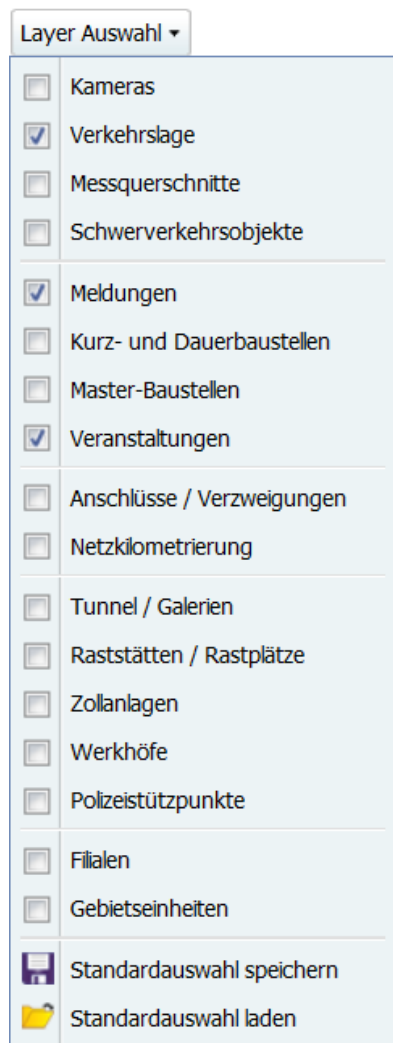 Layer Auswahl
Kameras
Verkehrslage
Messquerschnitte
Schwerverkehrsobjekte
Meldungen
Kurz- und Dauerbaustellen
Master-Baustellen
Veranstaltungen
Anschlüsse / Verzweigungen
Netzkilometrierung
Tunnel / Galerien
Raststätten / Rastplätze
Zollanlagen
Werkhöfe
Polizeistützpunkte
Filialen
Gebietseinheiten
Standardauswahl speichern
Standardauswahl laden